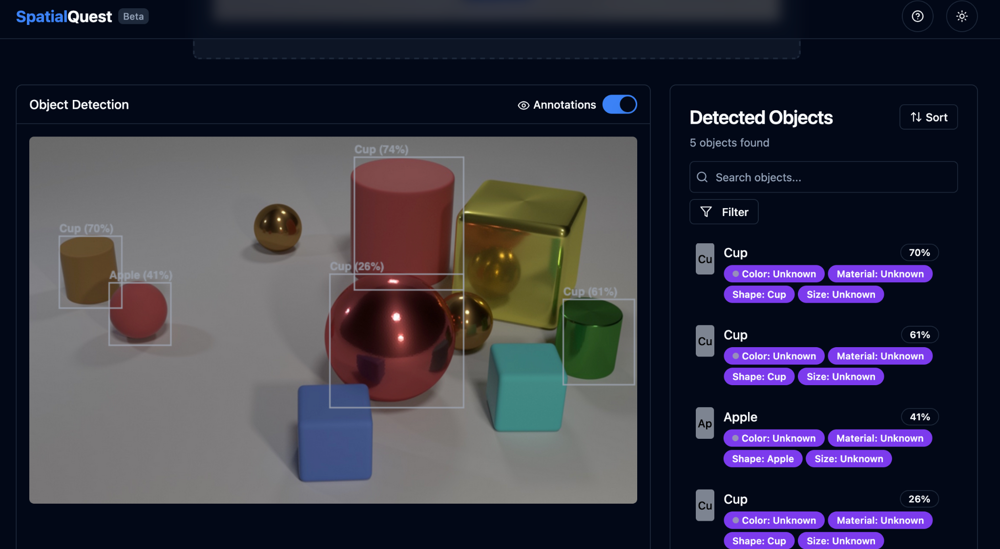 SpatialQuest Beta
Object Detection
Annotations
Cup (74%)
Cup (70%)
Cup (26%)
Apple (41%)
Cup (61%)
Detected Objects
Sort
5 objects found
Search objects...
Filter
Cu
Cup
70%
Color: Unknown
Material: Unknown
Shape: Cup
Size: Unknown
Cu
Cup
61%
Color: Unknown
Material: Unknown
Shape: Cup
Size: Unknown
Ap
Apple
41%
Color: Unknown
Material: Unknown
Shape: Apple
Size: Unknown
Cu
Cup
26%
Color: Unknown
Material: Unknown
Shape: Cup
Size: Unknown